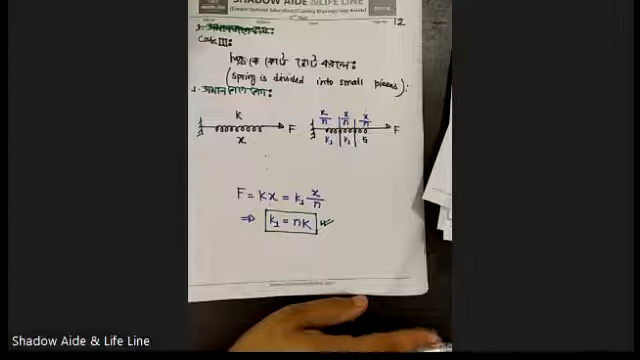 SHADOW AIDE & LIFE LINE
12
Case III:
স্প্রিংকে কেটে ছোট করলে:
(Spring is divided into small pieces):
K
x
F
x/n x/n x/n
k₁ k₁ k₁
F
F = Kx = k₁ x/n
⇒ k₁ = nK
Shadow Aide & Life Line